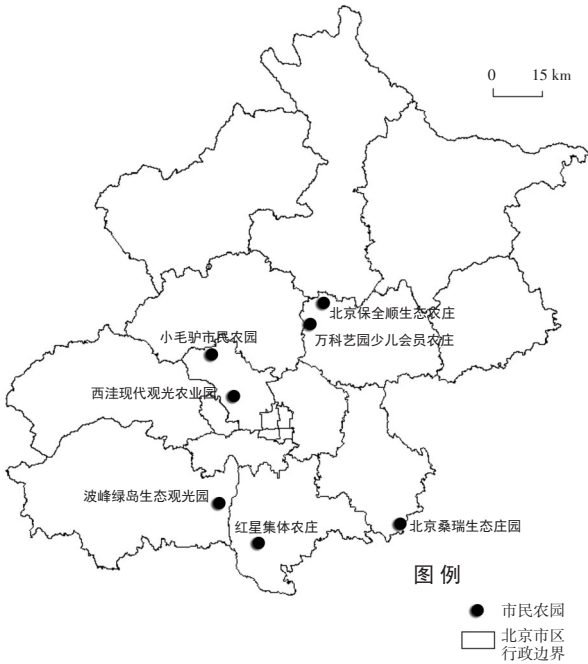 0 15 km
北京保全顺生态农庄
万科艺园少儿会员农庄
小毛驴市民农园
西洼现代观光农业园
波峰绿岛生态观光园
红星集体农庄
北京桑瑞生态庄园
图 例
市民农园
北京市区
行政边界